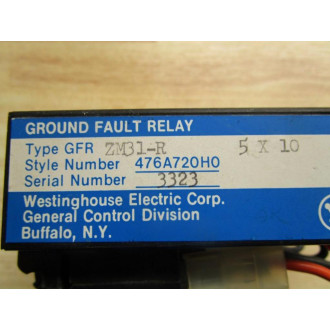 GROUND FAULT RELAY
Type GFR ZM31-R 5 X 10
Style Number 476A720H0
Serial Number 3323
Westinghouse Electric Corp.
General Control Division
Buffalo, N.Y.